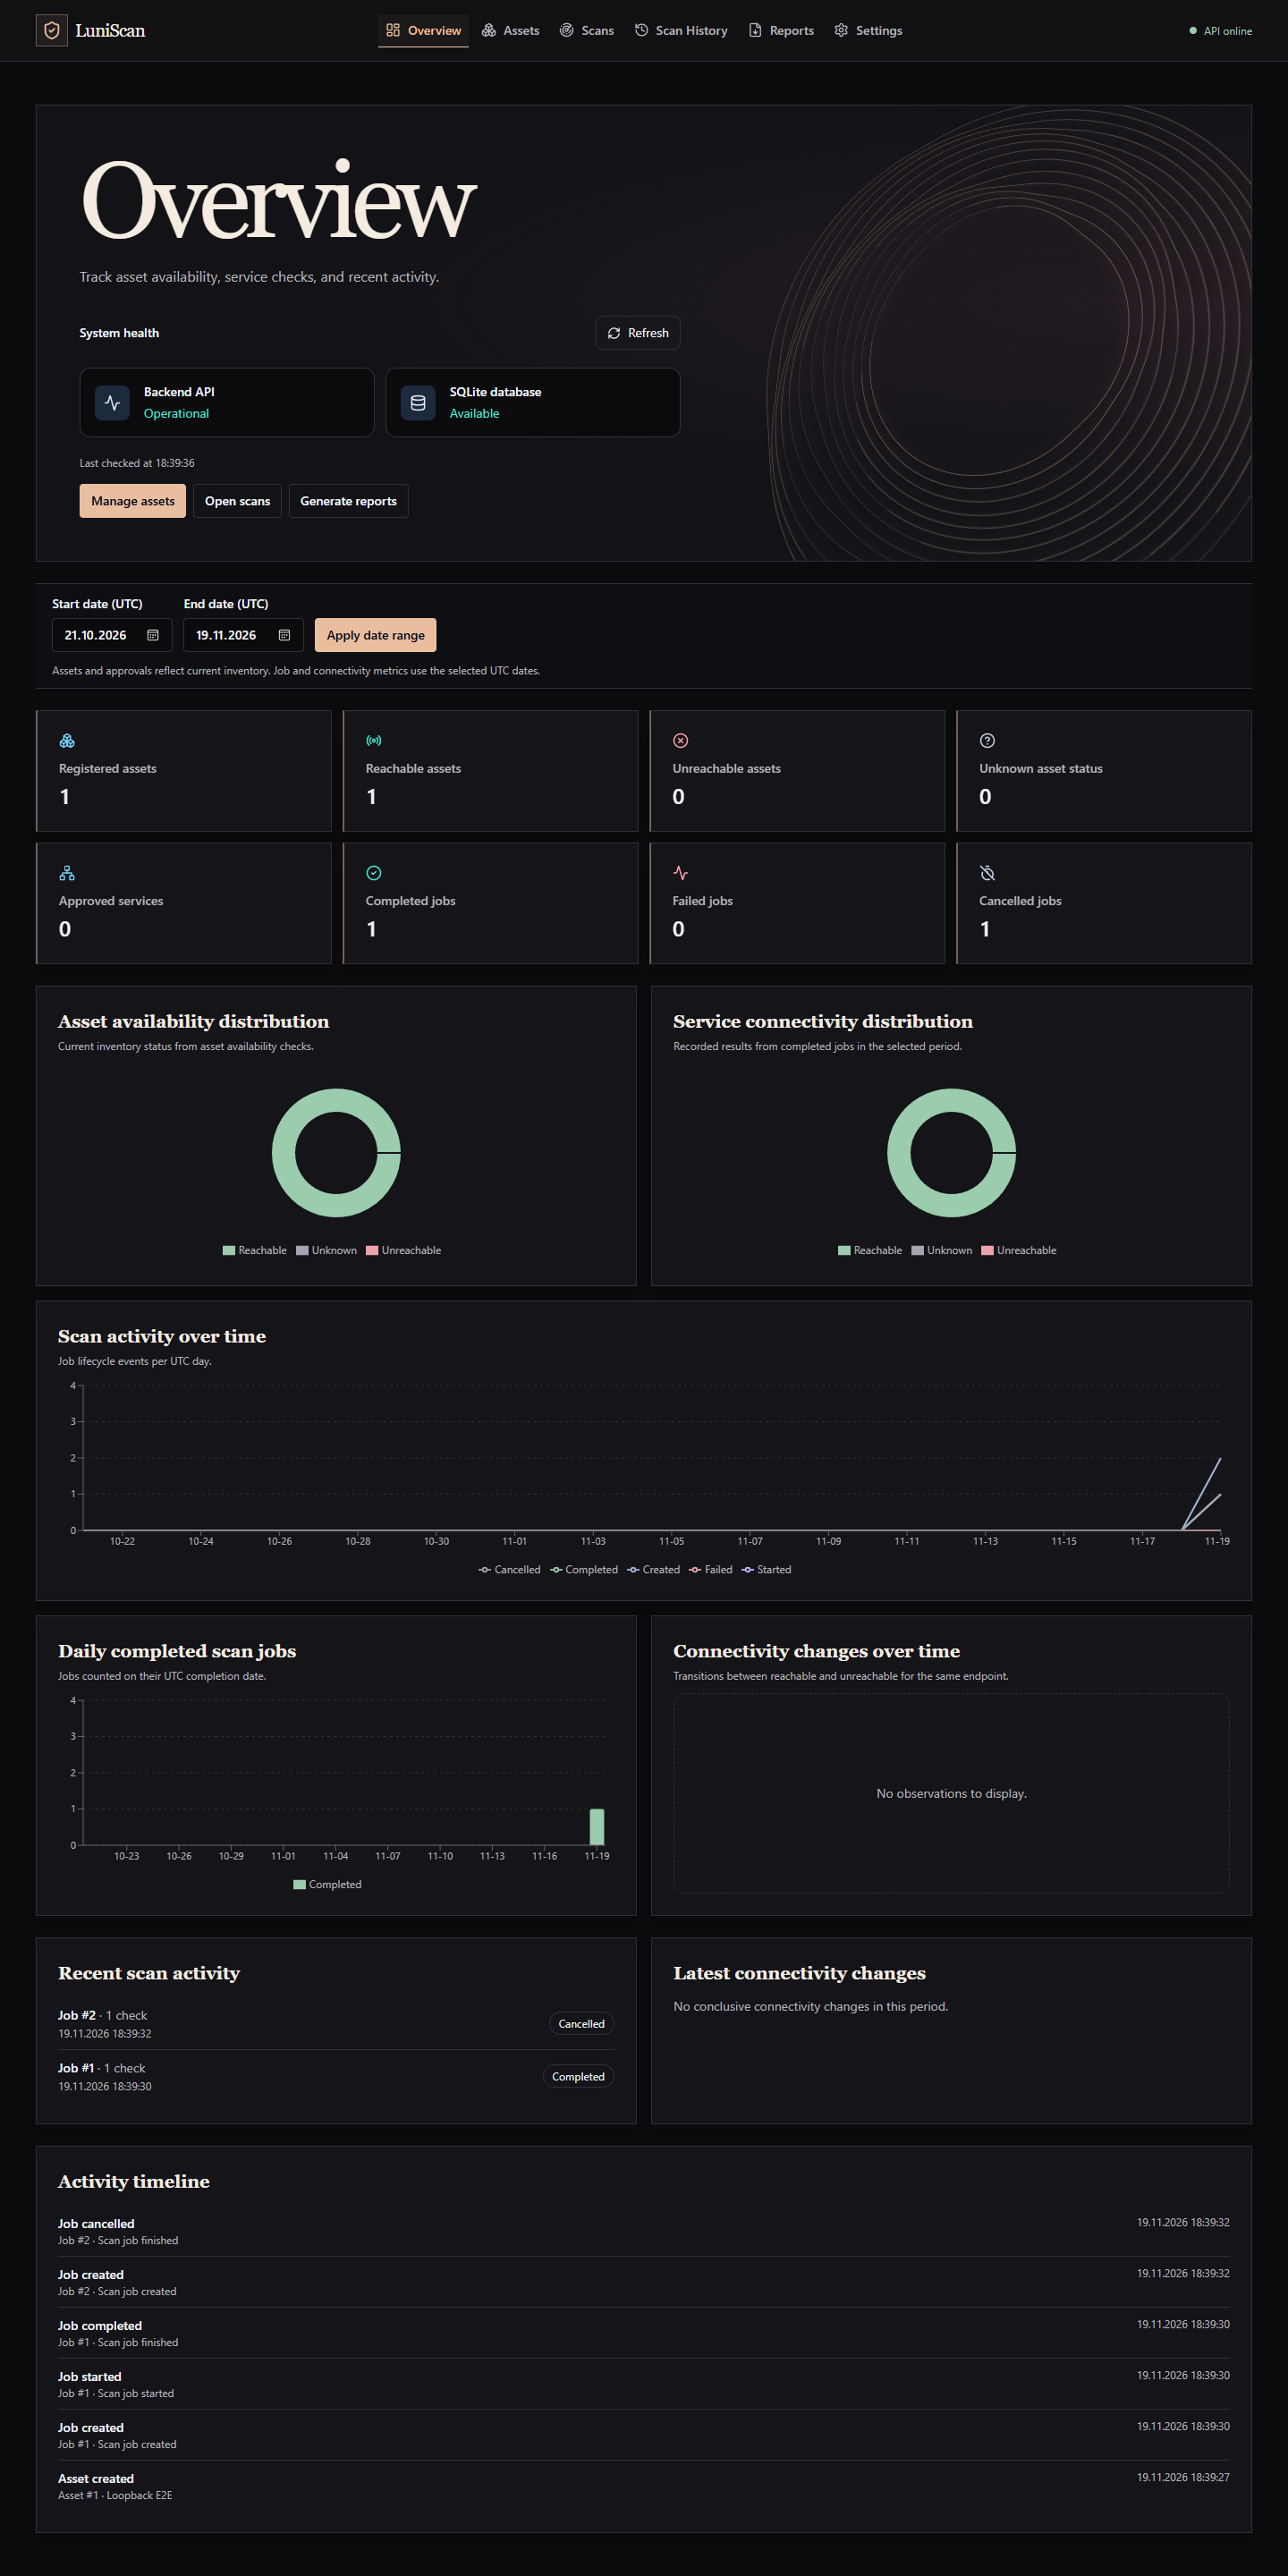 LuniScan
Overview
Assets
Scans
Scan History
Reports
Settings
API online
Overview
Track asset availability, service checks, and recent activity.
System health
Refresh
Backend API
Operational
SQLite database
Available
Last checked at 18:39:36
Manage assets
Open scans
Generate reports
Start date (UTC)
End date (UTC)
21.10.2026
19.11.2026
Apply date range
Assets and approvals reflect current inventory. Job and connectivity metrics use the selected UTC dates.
Registered assets
1
Reachable assets
1
Unreachable assets
0
Unknown asset status
0
Approved services
0
Completed jobs
1
Failed jobs
0
Cancelled jobs
1
Asset availability distribution
Current inventory status from asset availability checks.
Reachable
Unknown
Unreachable
Service connectivity distribution
Recorded results from completed jobs in the selected period.
Reachable
Unknown
Unreachable
Scan activity over time
Job lifecycle events per UTC day.
4
3
2
1
0
10-22
10-24
10-26
10-28
10-30
11-01
11-03
11-05
11-07
11-09
11-11
11-13
11-15
11-17
11-19
Cancelled
Completed
Created
Failed
Started
Daily completed scan jobs
Jobs counted on their UTC completion date.
4
3
2
1
0
10-23
10-26
10-29
11-01
11-04
11-07
11-10
11-13
11-16
11-19
Completed
Connectivity changes over time
Transitions between reachable and unreachable for the same endpoint.
No observations to display.
Recent scan activity
Job #2 · 1 check
19.11.2026 18:39:32
Cancelled
Job #1 · 1 check
19.11.2026 18:39:30
Completed
Latest connectivity changes
No conclusive connectivity changes in this period.
Activity timeline
Job cancelled
19.11.2026 18:39:32
Job #2 · Scan job finished
Job created
19.11.2026 18:39:32
Job #2 · Scan job created
Job completed
19.11.2026 18:39:30
Job #1 · Scan job finished
Job started
19.11.2026 18:39:30
Job #1 · Scan job started
Job created
19.11.2026 18:39:30
Job #1 · Scan job created
Asset created
19.11.2026 18:39:27
Asset #1 · Loopback E2E